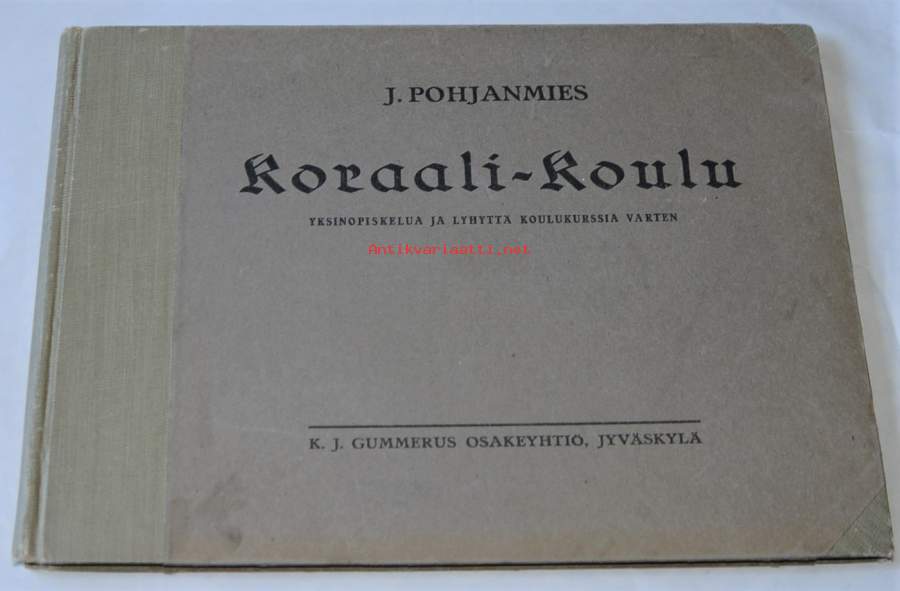 J. POHJANMIES
Koraali-Koulu
YKSINOPISKELUA JA LYHYTTÄ KOULUKURSSIA VARTEN
Antikvariaatti.net
K. J. GUMMERUS OSAKEYHTIÖ, JYVÄSKYLÄ